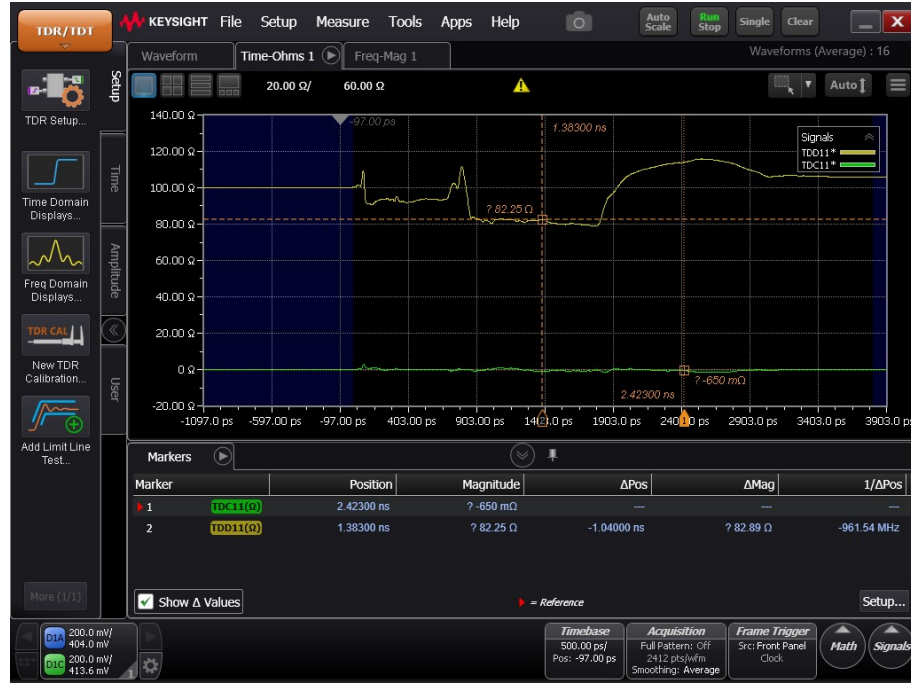 TDR/TDT
KEYSIGHT File Setup Measure Tools Apps Help
Auto Scale
Run Stop
Single
Clear
X
Waveform
Time-Ohms 1
Freq-Mag 1
Waveforms (Average) : 16
20.00 Ω/ 60.00 Ω
Auto
TDR Setup...
Time Domain
Displays...
Freq Domain
Displays...
TDR CAL
New TDR
Calibration...
Add Limit Line
Test...
More (1/1)
Setup
Time
Amplitude
User
140.00 Ω
120.00 Ω
100.00 Ω
80.00 Ω
60.00 Ω
40.00 Ω
20.00 Ω
0 Ω
-20.00 Ω
-97.00 ps
1.38300 ns
Signals
TDD11*
TDC11*
? 82.25 Ω
? -650 mΩ
2.42300 ns
-1097.0 ps -597.00 ps -97.00 ps 403.00 ps 903.00 ps 2 1903.0 ps 1 2903.0 ps 3403.0 ps 3903.0 ps
Markers
Marker Position Magnitude ΔPos ΔMag 1/ΔPos
1 TDC11(Ω) 2.42300 ns ? -650 mΩ --- --- ---
2 TDD11(Ω) 1.38300 ns ? 82.25 Ω -1.04000 ns ? 82.89 Ω -961.54 MHz
Show Δ Values
= Reference
Setup...
D1A 200.0 mV/
404.0 mV
D1C 200.0 mV/
413.6 mV
1
Timebase
500.00 ps/
Pos: -97.00 ps
Acquisition
Full Pattern: Off
2412 pts/wfm
Smoothing: Average
Frame Trigger
Src: Front Panel
Clock
Math
Signals